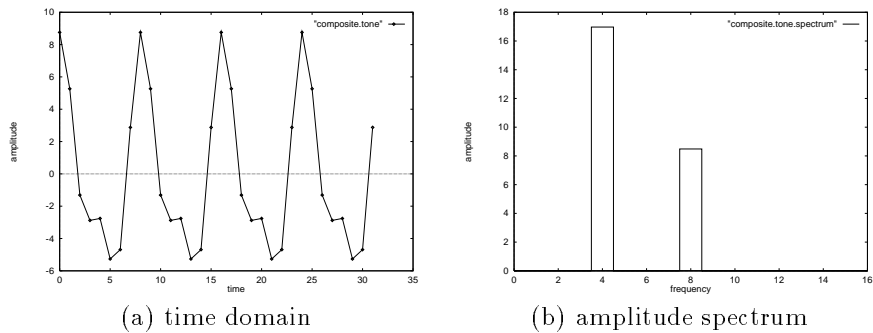 10
8
6
4
2
0
-2
-4
-6
0 5 10 15 20 25 30 35
amplitude
time
"composite.tone"
(a) time domain
18
16
14
12
10
8
6
4
2
0
0 2 4 6 8 10 12 14 16
amplitude
frequency
"composite.tone.spectrum"
(b) amplitude spectrum